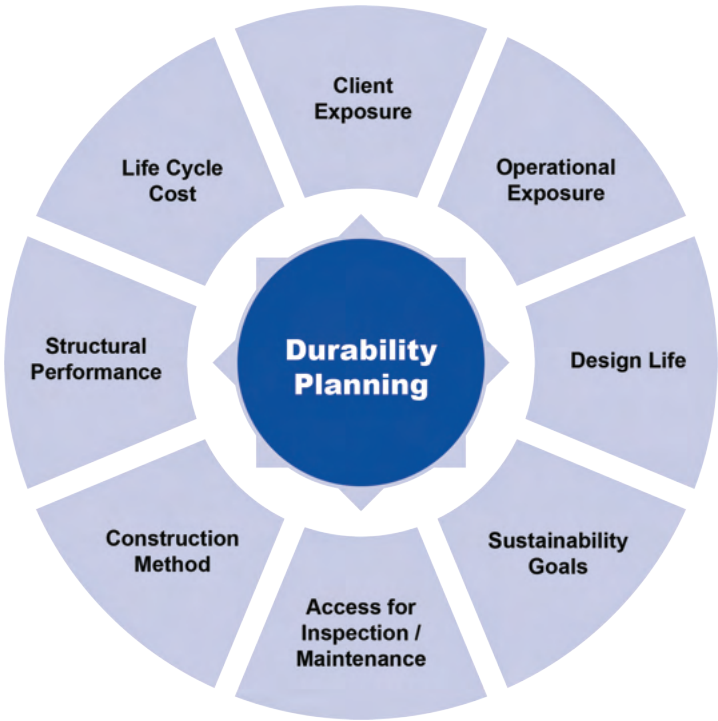 Client
Exposure
Operational
Exposure
Design Life
Sustainability
Goals
Access for
Inspection /
Maintenance
Construction
Method
Structural
Performance
Life Cycle
Cost
Durability
Planning